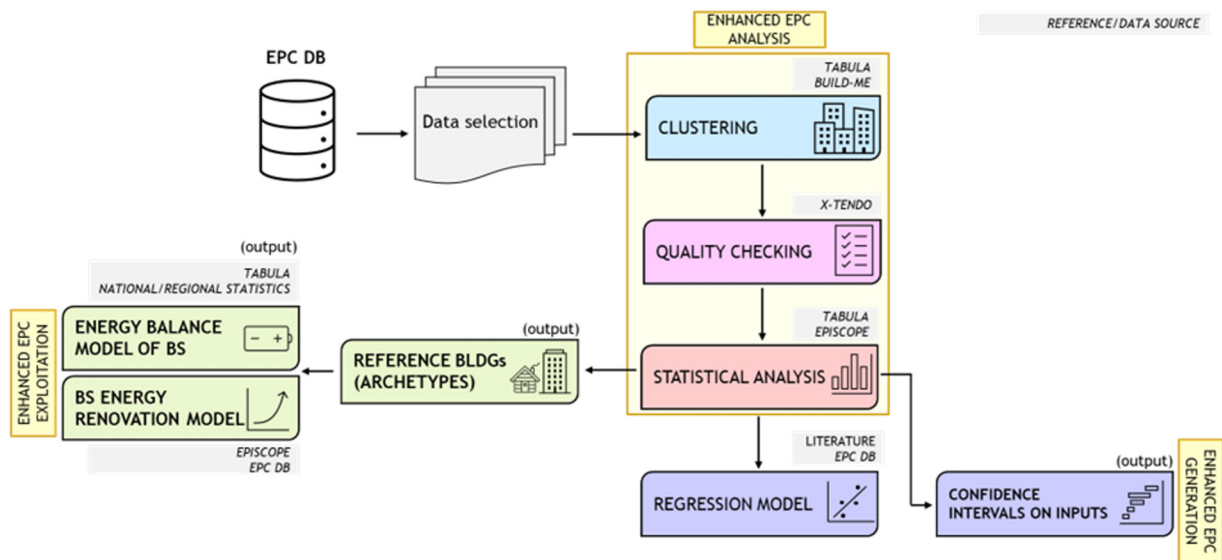 ENHANCED EPC
ANALYSIS
REFERENCE/DATA SOURCE
EPC DB
Data selection
TABULA
BUILD-ME
CLUSTERING
X-TENDO
QUALITY CHECKING
TABULA
EPISCOPE
STATISTICAL ANALYSIS
(output)
REFERENCE BLDGs
(ARCHETYPES)
(output)
TABULA
NATIONAL/REGIONAL STATISTICS
ENHANCED EPC
EXPLOITATION
ENERGY BALANCE
MODEL OF BS
BS ENERGY
RENOVATION MODEL
EPISCOPE
EPC DB
LITERATURE
EPC DB
REGRESSION MODEL
(output)
CONFIDENCE
INTERVALS ON INPUTS
ENHANCED EPC
GENERATION